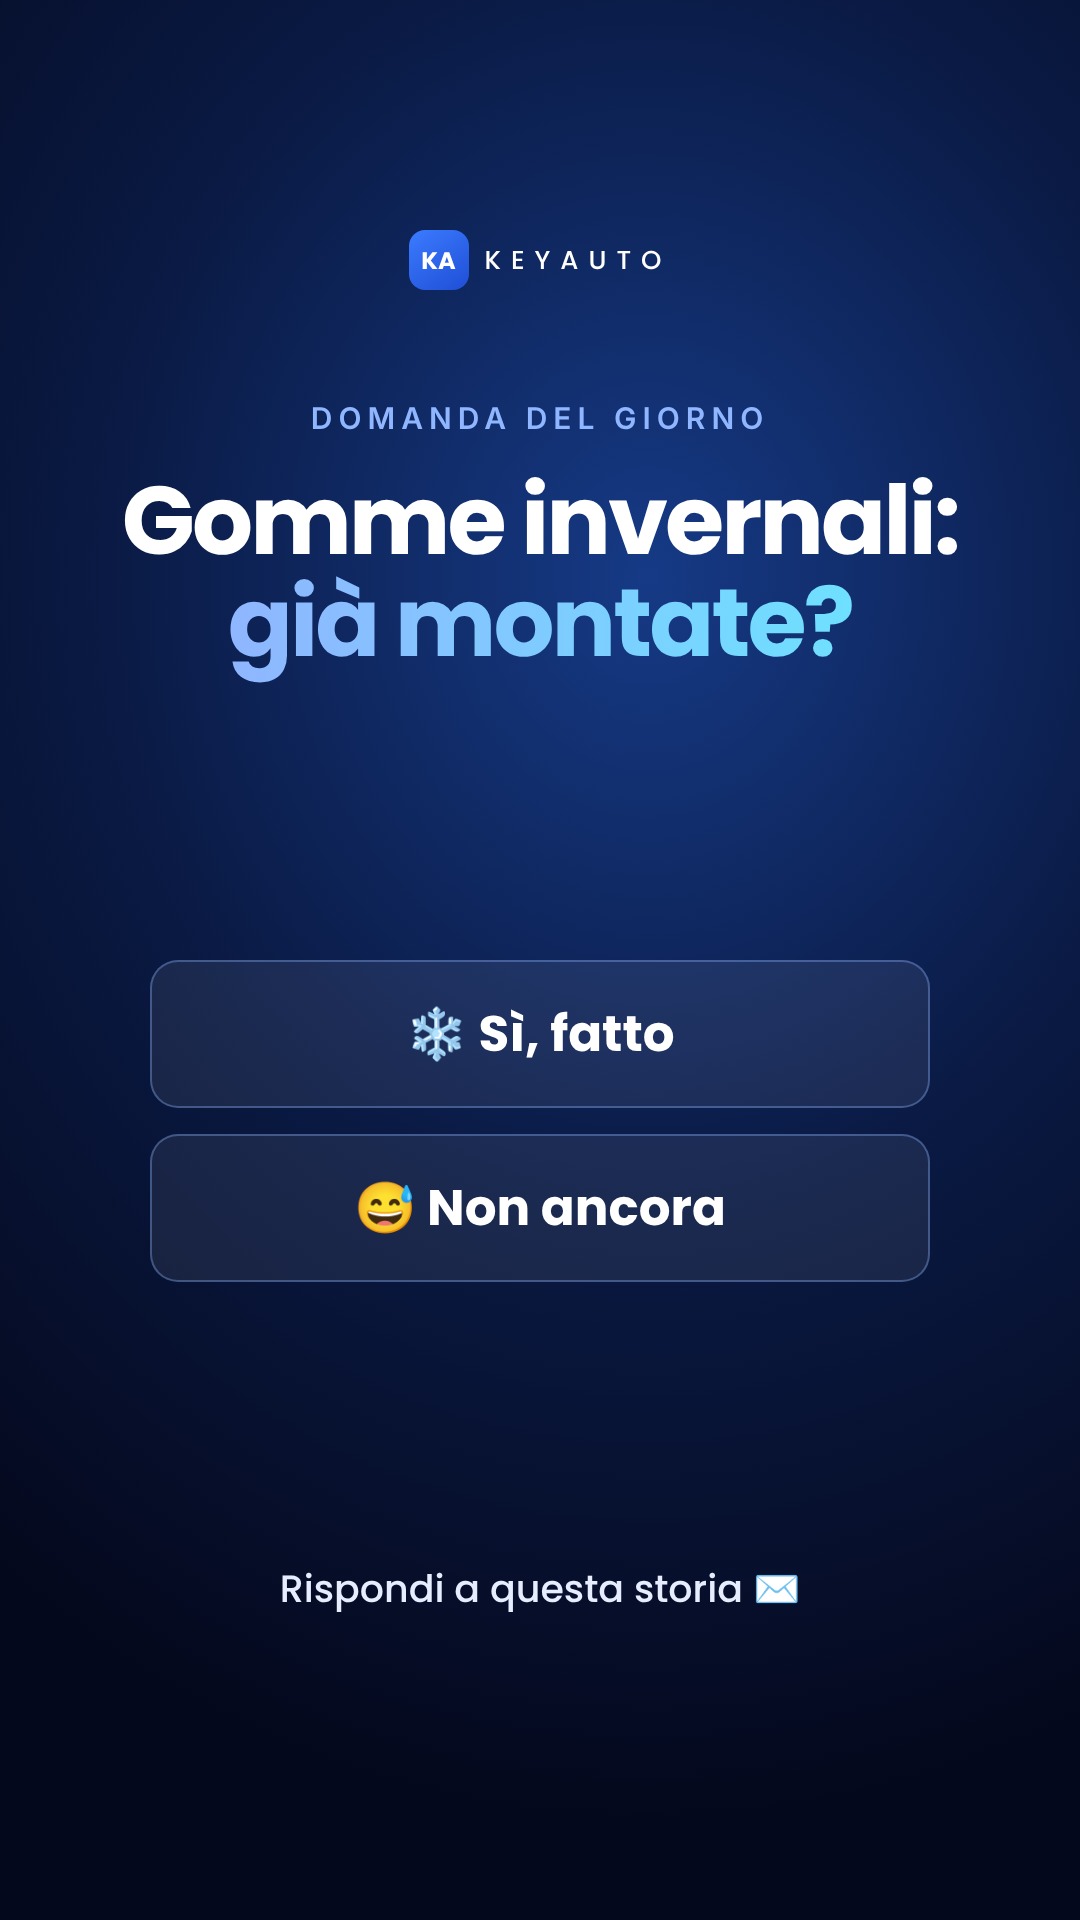 KA KEYAUTO
DOMANDA DEL GIORNO
Gomme invernali:
già montate?
❄️ Sì, fatto
😅 Non ancora
Rispondi a questa storia ✉️